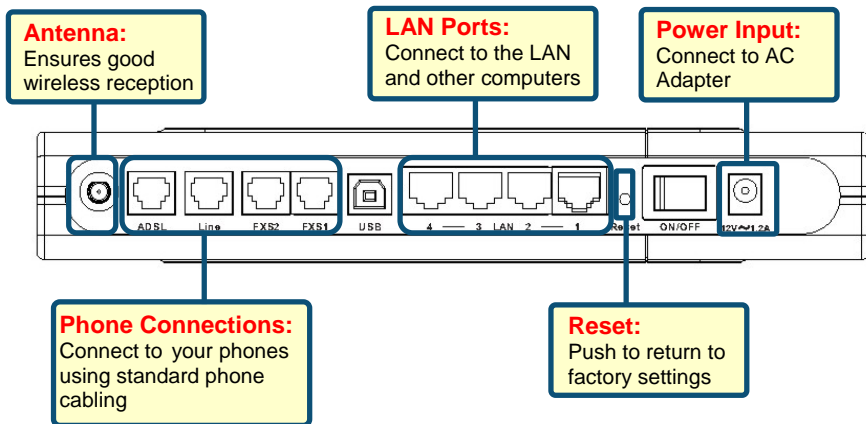 Antenna:
Ensures good
wireless reception
LAN Ports:
Connect to the LAN
and other computers
Power Input:
Connect to AC
Adapter
ADSL Line FXS2 FXS1 USB 4 — 3 LAN 2 — 1 Reset ON/OFF 12V～1.2A
Phone Connections:
Connect to your phones
using standard phone
cabling
Reset:
Push to return to
factory settings